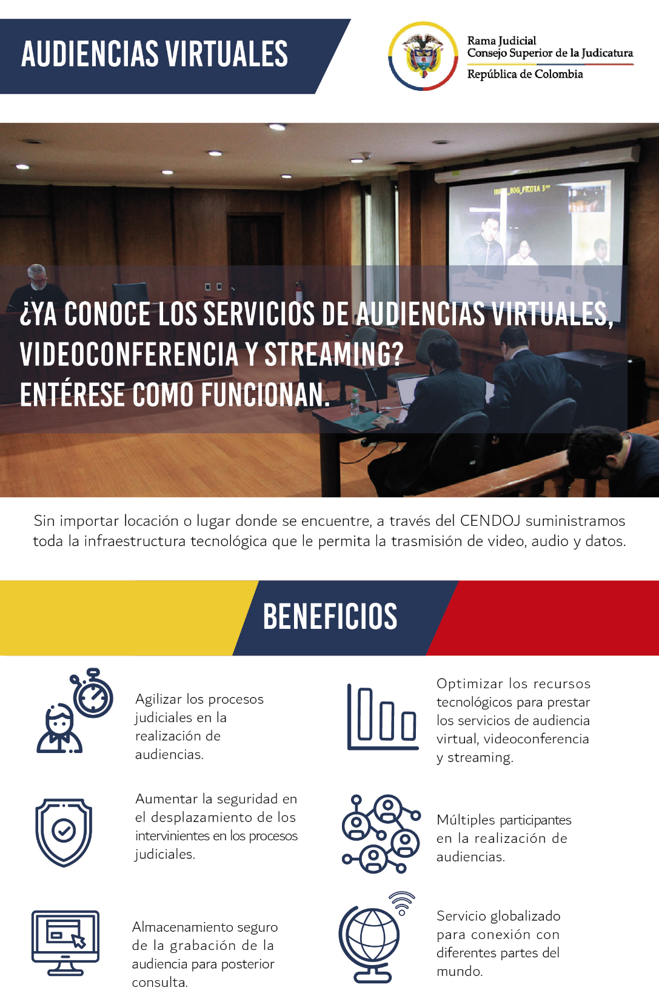 AUDIENCIAS VIRTUALES
Rama Judicial
Consejo Superior de la Judicatura
República de Colombia
¿YA CONOCE LOS SERVICIOS DE AUDIENCIAS VIRTUALES,
VIDEOCONFERENCIA Y STREAMING?
ENTÉRESE COMO FUNCIONAN.
Sin importar locación o lugar donde se encuentre, a través del CENDOJ suministramos
toda la infraestructura tecnológica que le permita la trasmisión de video, audio y datos.
BENEFICIOS
Agilizar los procesos
judiciales en la
realización de
audiencias.
Optimizar los recursos
tecnológicos para prestar
los servicios de audiencia
virtual, videoconferencia
y streaming.
Aumentar la seguridad en
el desplazamiento de los
intervinientes en los procesos
judiciales.
Múltiples participantes
en la realización de
audiencias.
Almacenamiento seguro
de la grabación de la
audiencia para posterior
consulta.
Servicio globalizado
para conexión con
diferentes partes del
mundo.